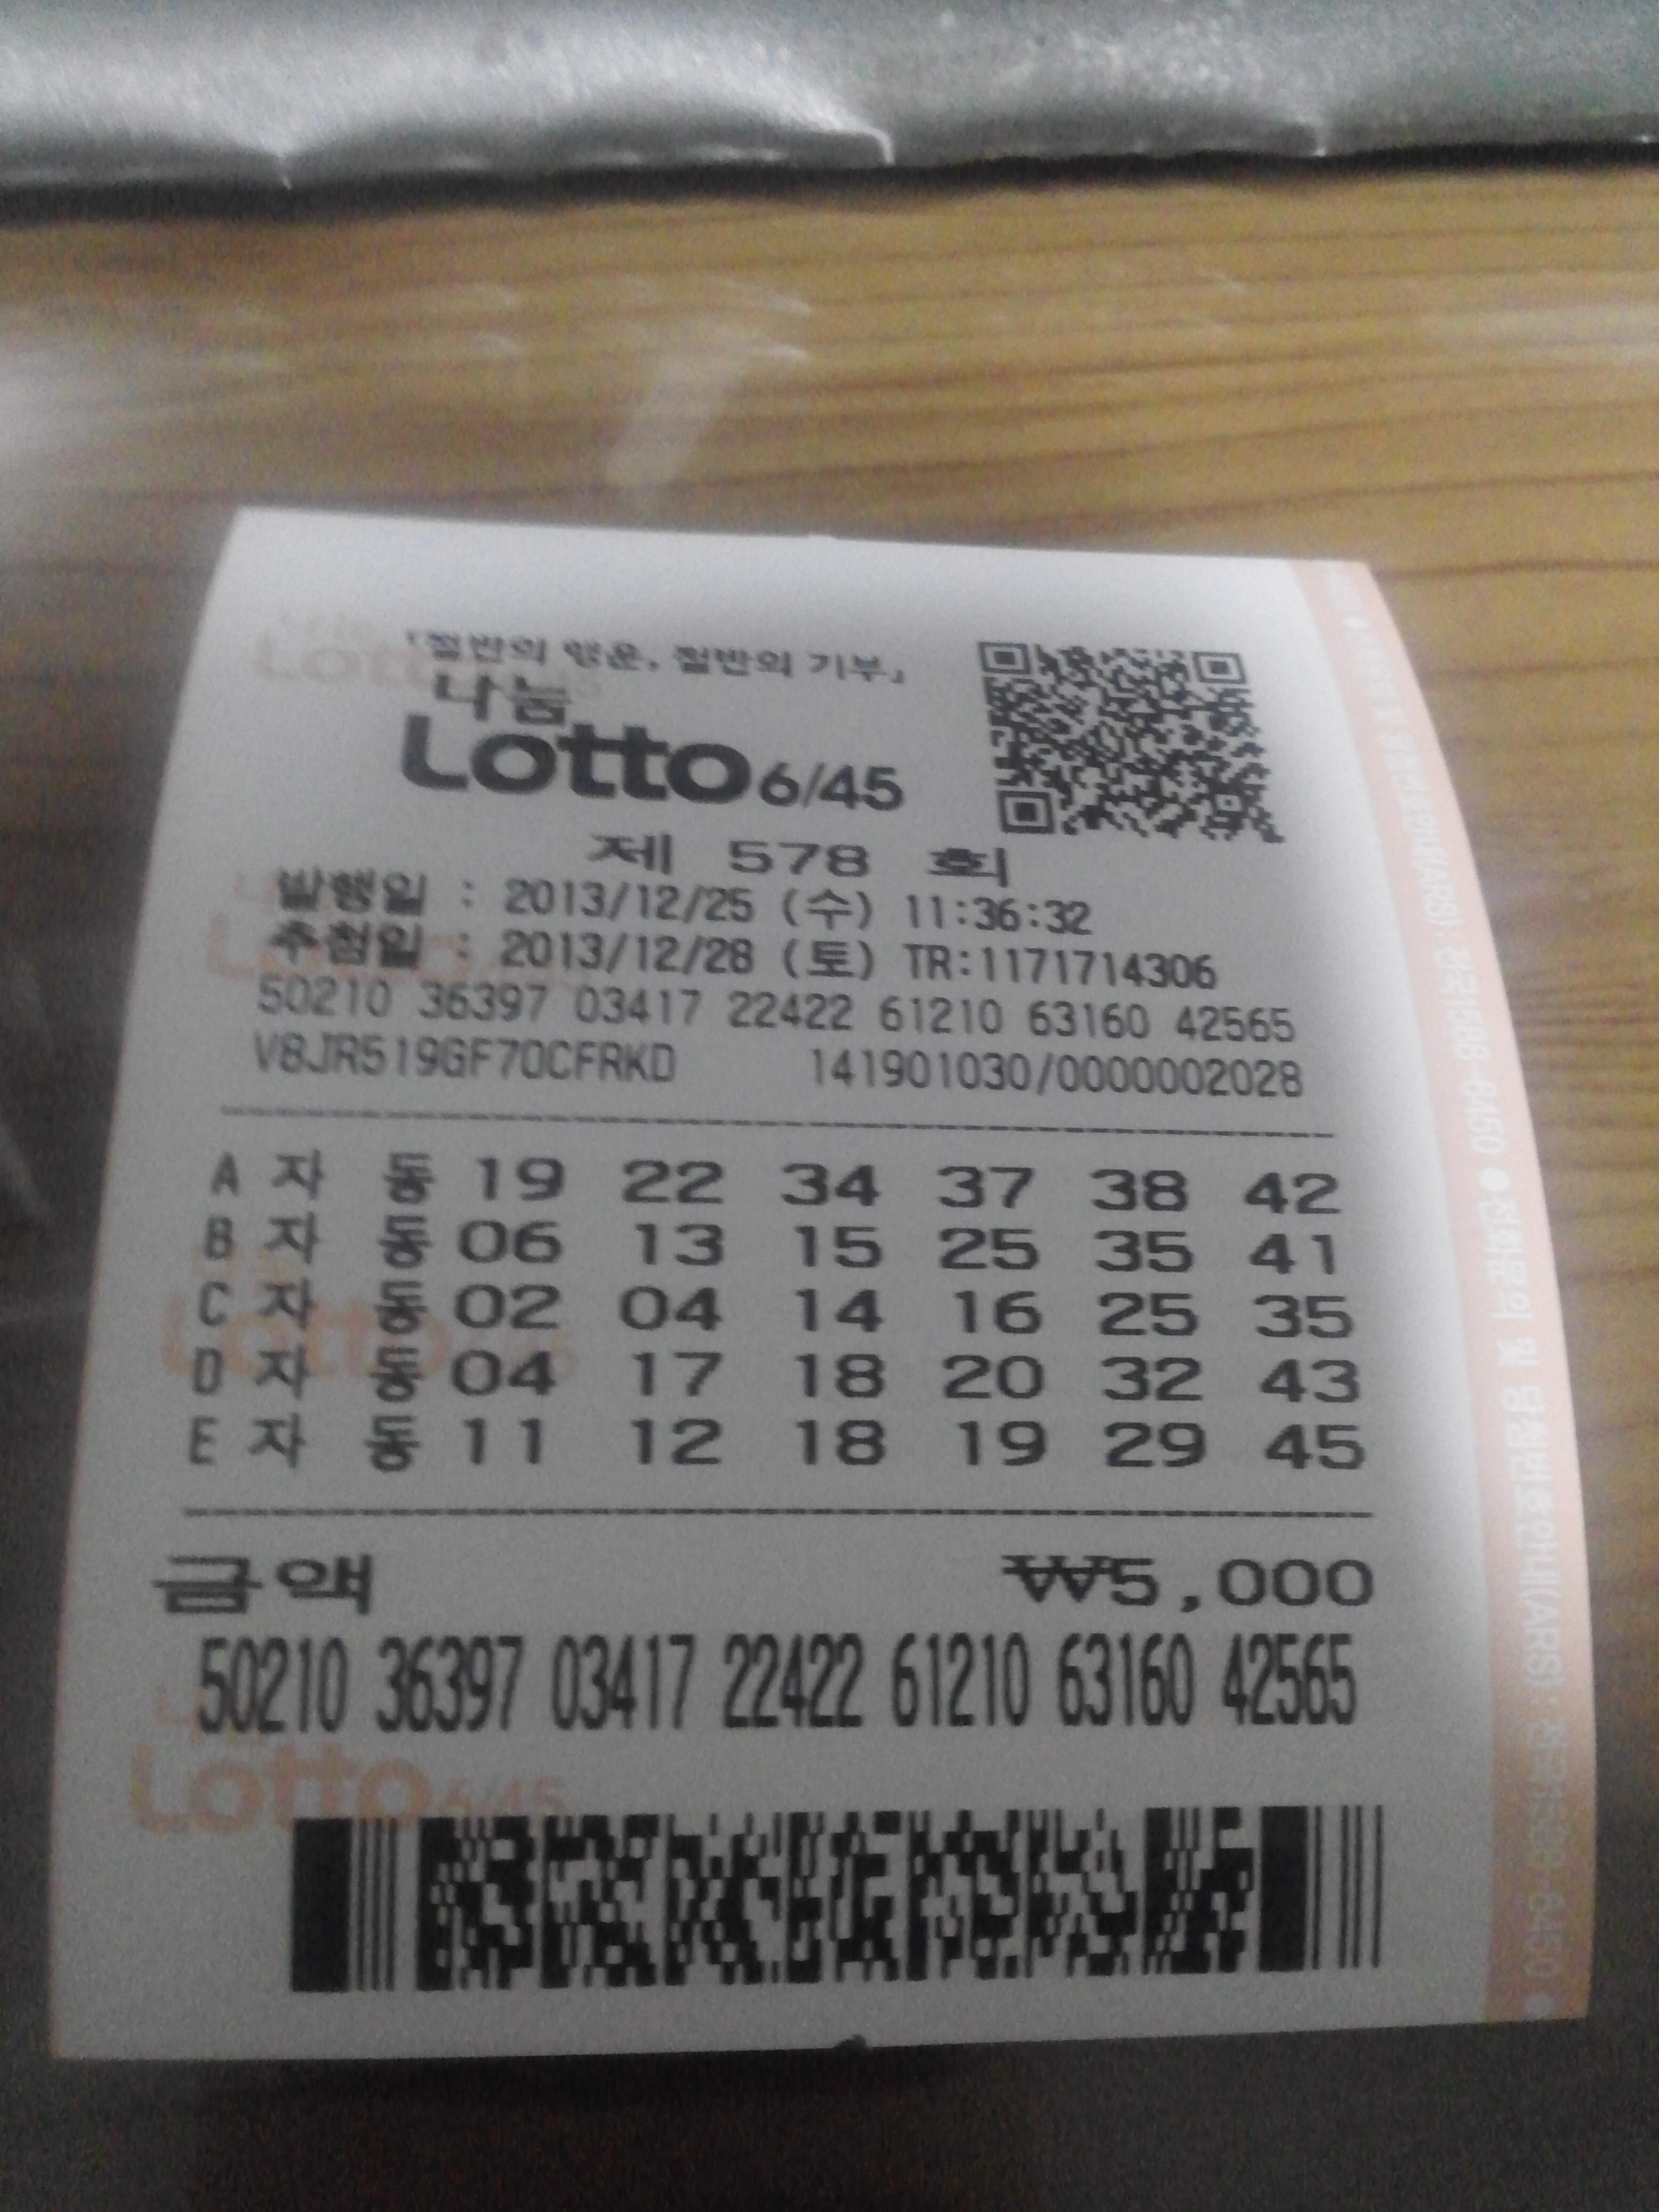 「절반의 행운, 절반의 기부」
나눔
Lotto 6/45
제 578 회
발행일 : 2013/12/25 (수) 11:36:32
추첨일 : 2013/12/28 (토) TR:1171714306
50210 36397 03417 22422 61210 63160 42565
V8JR519GF70CFRKD 141901030/0000002028
A 자 동 19 22 34 37 38 42
B 자 동 06 13 15 25 35 41
C 자 동 02 04 14 16 25 35
D 자 동 04 17 18 20 32 43
E 자 동 11 12 18 19 29 45
금액 ₩5,000
50210 36397 03417 22422 61210 63160 42565
Lotto 6/45